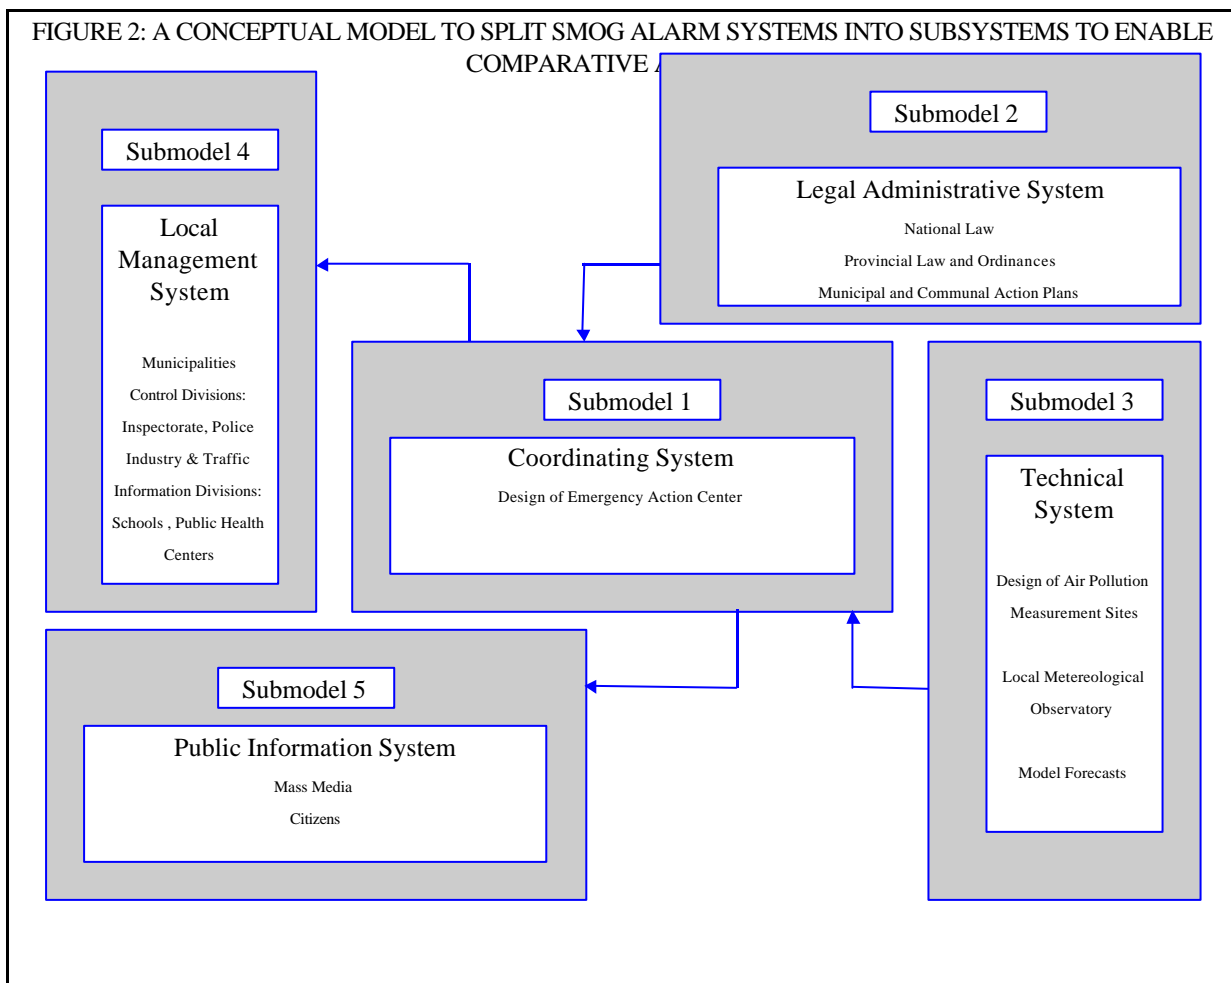 FIGURE 2: A CONCEPTUAL MODEL TO SPLIT SMOG ALARM SYSTEMS INTO SUBSYSTEMS TO ENABLE
COMPARATIVE
Submodel 4
Local
Management
System
Municipalities
Control Divisions:
Inspectorate, Police
Industry & Traffic
Information Divisions:
Schools , Public Health
Centers
Submodel 2
Legal Administrative System
National Law
Provincial Law and Ordinances
Municipal and Communal Action Plans
Submodel 1
Coordinating System
Design of Emergency Action Center
Submodel 3
Technical
System
Design of Air Pollution
Measurement Sites
Local Metereological
Observatory
Model Forecasts
Submodel 5
Public Information System
Mass Media
Citizens